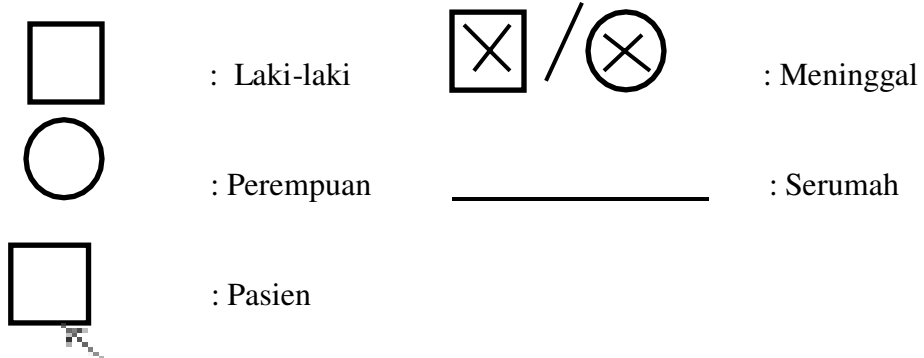 : Laki-laki
: Meninggal
: Perempuan
: Serumah
: Pasien